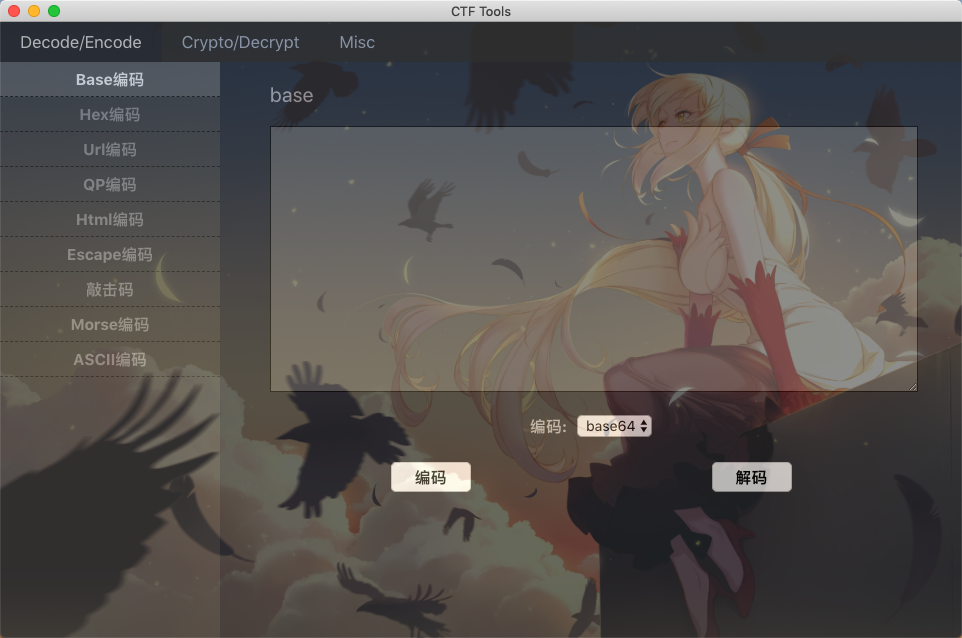 CTF Tools
Decode/Encode Crypto/Decrypt Misc
Base编码
Hex编码
Url编码
QP编码
Html编码
Escape编码
敲击码
Morse编码
ASCII编码
base
编码: base64
编码 解码